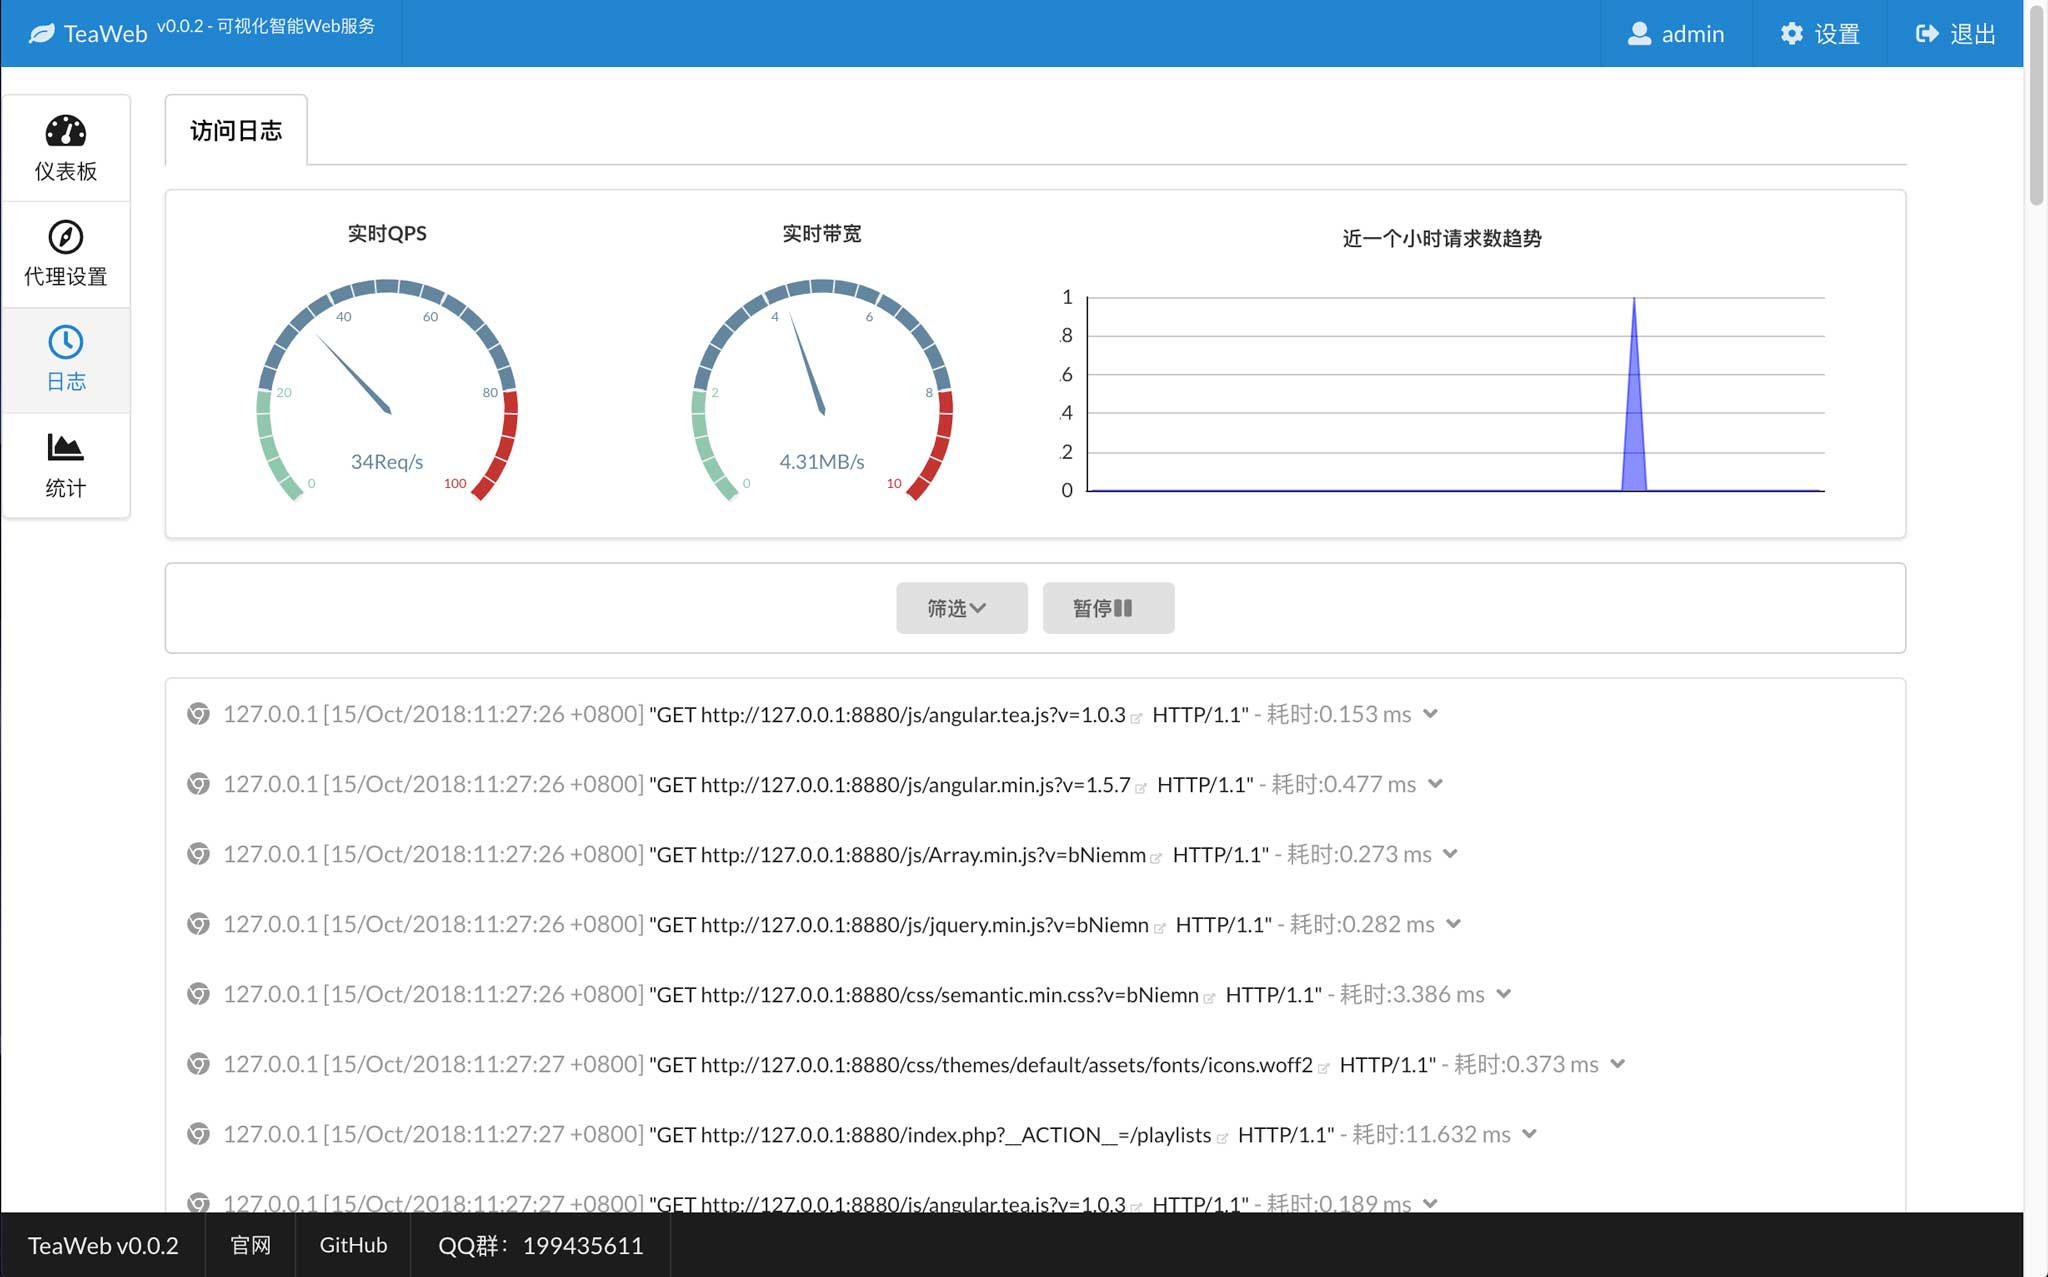 TeaWeb v0.0.2 - 可视化智能Web服务
admin
设置
退出
仪表板
代理设置
日志
统计
访问日志
实时QPS
0
20
40
60
80
100
34Req/s
实时带宽
0
2
4
6
8
10
4.31MB/s
近一个小时请求数趋势
1
.8
.6
.4
.2
0
筛选
暂停
127.0.0.1 [15/Oct/2018:11:27:26 +0800] "GET http://127.0.0.1:8880/js/angular.tea.js?v=1.0.3 HTTP/1.1" - 耗时:0.153 ms
127.0.0.1 [15/Oct/2018:11:27:26 +0800] "GET http://127.0.0.1:8880/js/angular.min.js?v=1.5.7 HTTP/1.1" - 耗时:0.477 ms
127.0.0.1 [15/Oct/2018:11:27:26 +0800] "GET http://127.0.0.1:8880/js/Array.min.js?v=bNiemm HTTP/1.1" - 耗时:0.273 ms
127.0.0.1 [15/Oct/2018:11:27:26 +0800] "GET http://127.0.0.1:8880/js/jquery.min.js?v=bNiemn HTTP/1.1" - 耗时:0.282 ms
127.0.0.1 [15/Oct/2018:11:27:26 +0800] "GET http://127.0.0.1:8880/css/semantic.min.css?v=bNiemn HTTP/1.1" - 耗时:3.386 ms
127.0.0.1 [15/Oct/2018:11:27:27 +0800] "GET http://127.0.0.1:8880/css/themes/default/assets/fonts/icons.woff2 HTTP/1.1" - 耗时:0.373 ms
127.0.0.1 [15/Oct/2018:11:27:27 +0800] "GET http://127.0.0.1:8880/index.php?__ACTION__=/playlists HTTP/1.1" - 耗时:11.632 ms
127.0.0.1 [15/Oct/2018:11:27:27 +0800] "GET http://127.0.0.1:8880/js/angular.tea.js?v=1.0.3 HTTP/1.1" - 耗时:0.189 ms
TeaWeb v0.0.2
官网
GitHub
QQ群：199435611